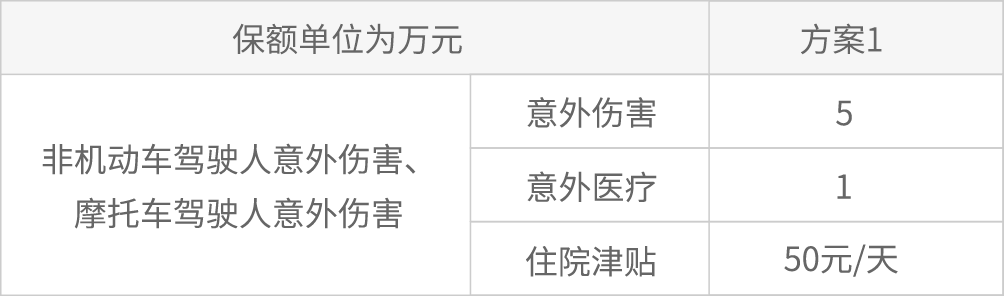 保额单位为万元
方案1
非机动车驾驶人意外伤害、
摩托车驾驶人意外伤害
意外伤害
5
意外医疗
1
住院津贴
50元/天